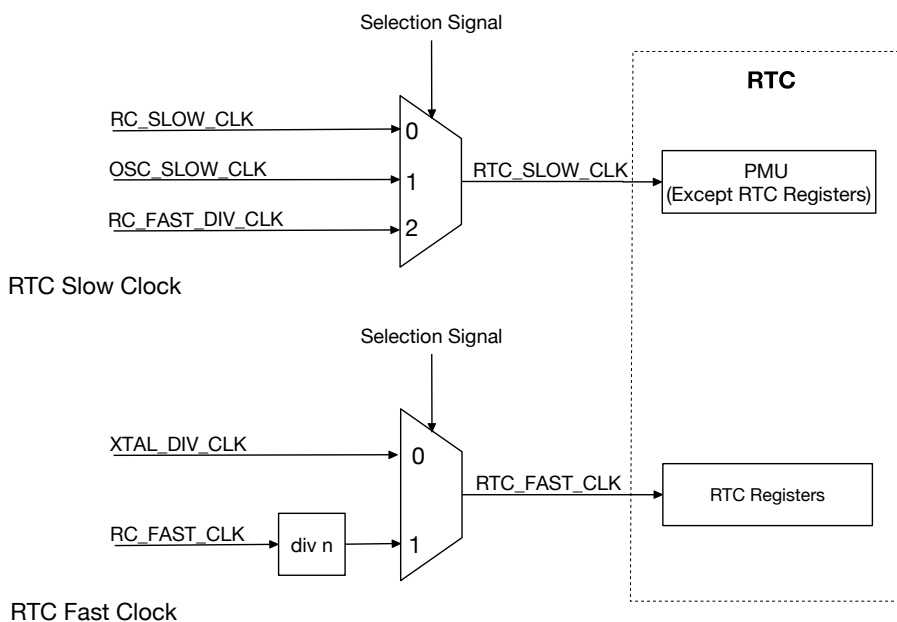 Selection Signal
RTC
RC_SLOW_CLK
0
OSC_SLOW_CLK
1
RTC_SLOW_CLK
PMU
(Except RTC Registers)
RC_FAST_DIV_CLK
2
RTC Slow Clock
Selection Signal
XTAL_DIV_CLK
0
RTC_FAST_CLK
RTC Registers
RC_FAST_CLK
div n
1
RTC Fast Clock